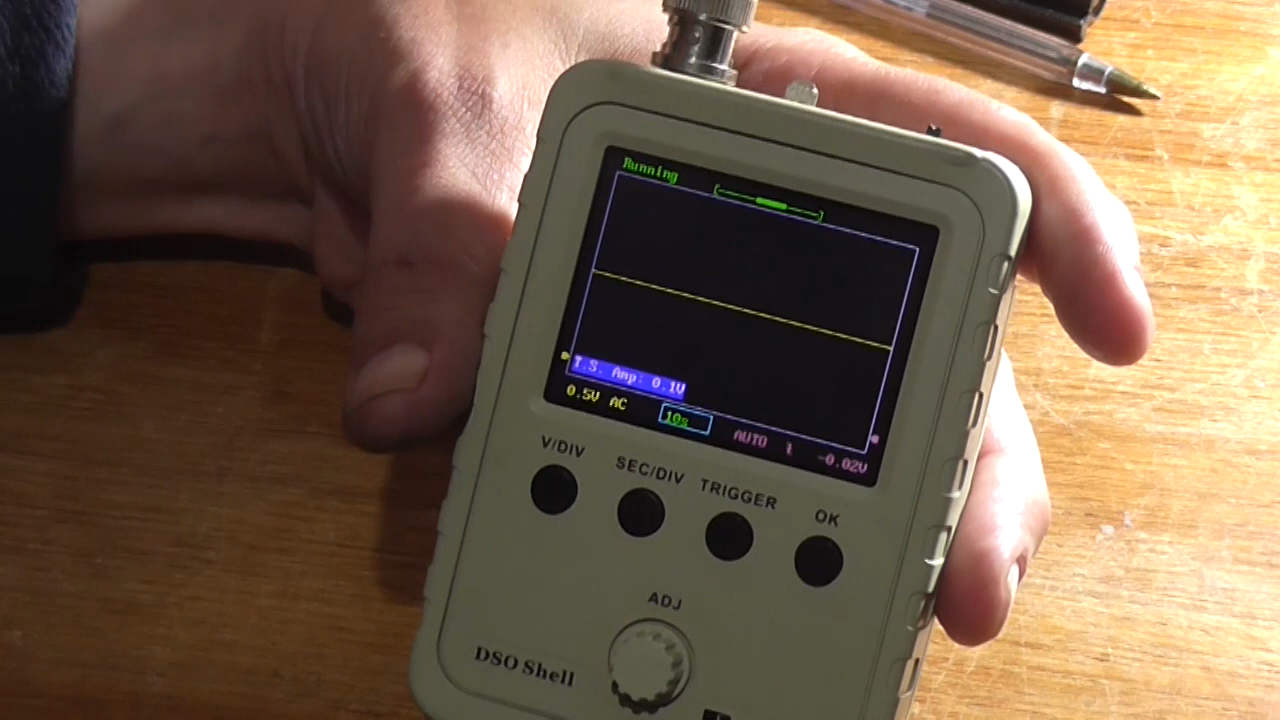 Running
T.S. Amp: 0.1V
0.5V AC 10s AUTO -0.02V
V/DIV SEC/DIV TRIGGER OK
ADJ
DSO Shell